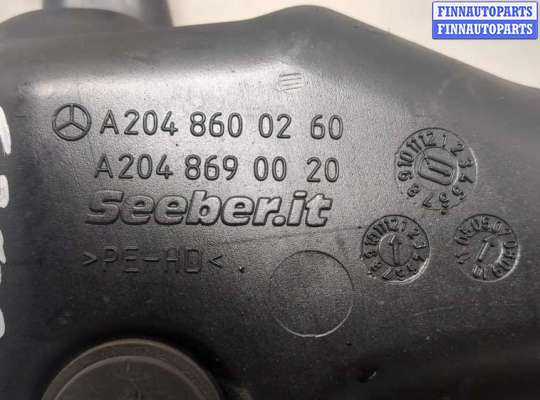 FINNAUTOPARTS
FINNAUTOPARTS
A204 860 02 60
A204 869 00 20
Seeber.it
>PE-HD<